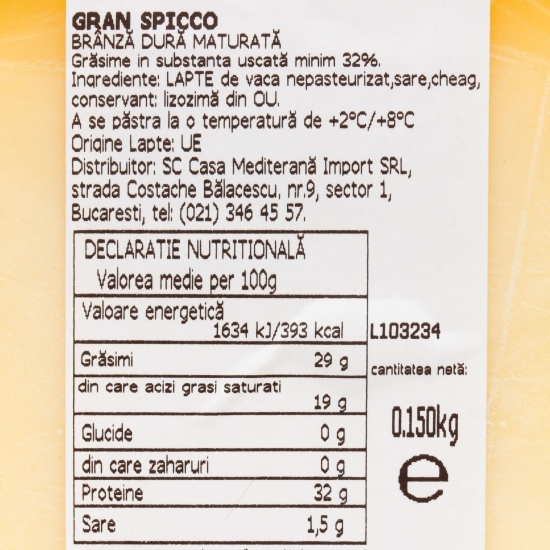 GRAN SPICCO
BRÂNZĂ DURĂ MATURATĂ
Grăsime in substanta uscată minim 32%.
Ingrediente: LAPTE de vaca nepasteurizat,sare,cheag,
conservant: lizozimă din OU.
A se păstra la o temperatură de +2°C/+8°C
Origine Lapte: UE
Distribuitor: SC Casa Mediterană Import SRL,
strada Costache Bălacescu, nr.9, sector 1,
Bucaresti, tel: (021) 346 45 57.
DECLARATIE NUTRITIONALĂ
Valorea medie per 100g
Valoare energetică
1634 kJ/393 kcal
L103234
Grăsimi 29 g
cantitatea netă:
din care acizi grasi saturati
19 g
0.150kg
Glucide 0 g
din care zaharuri 0 g
e
Proteine 32 g
Sare 1,5 g